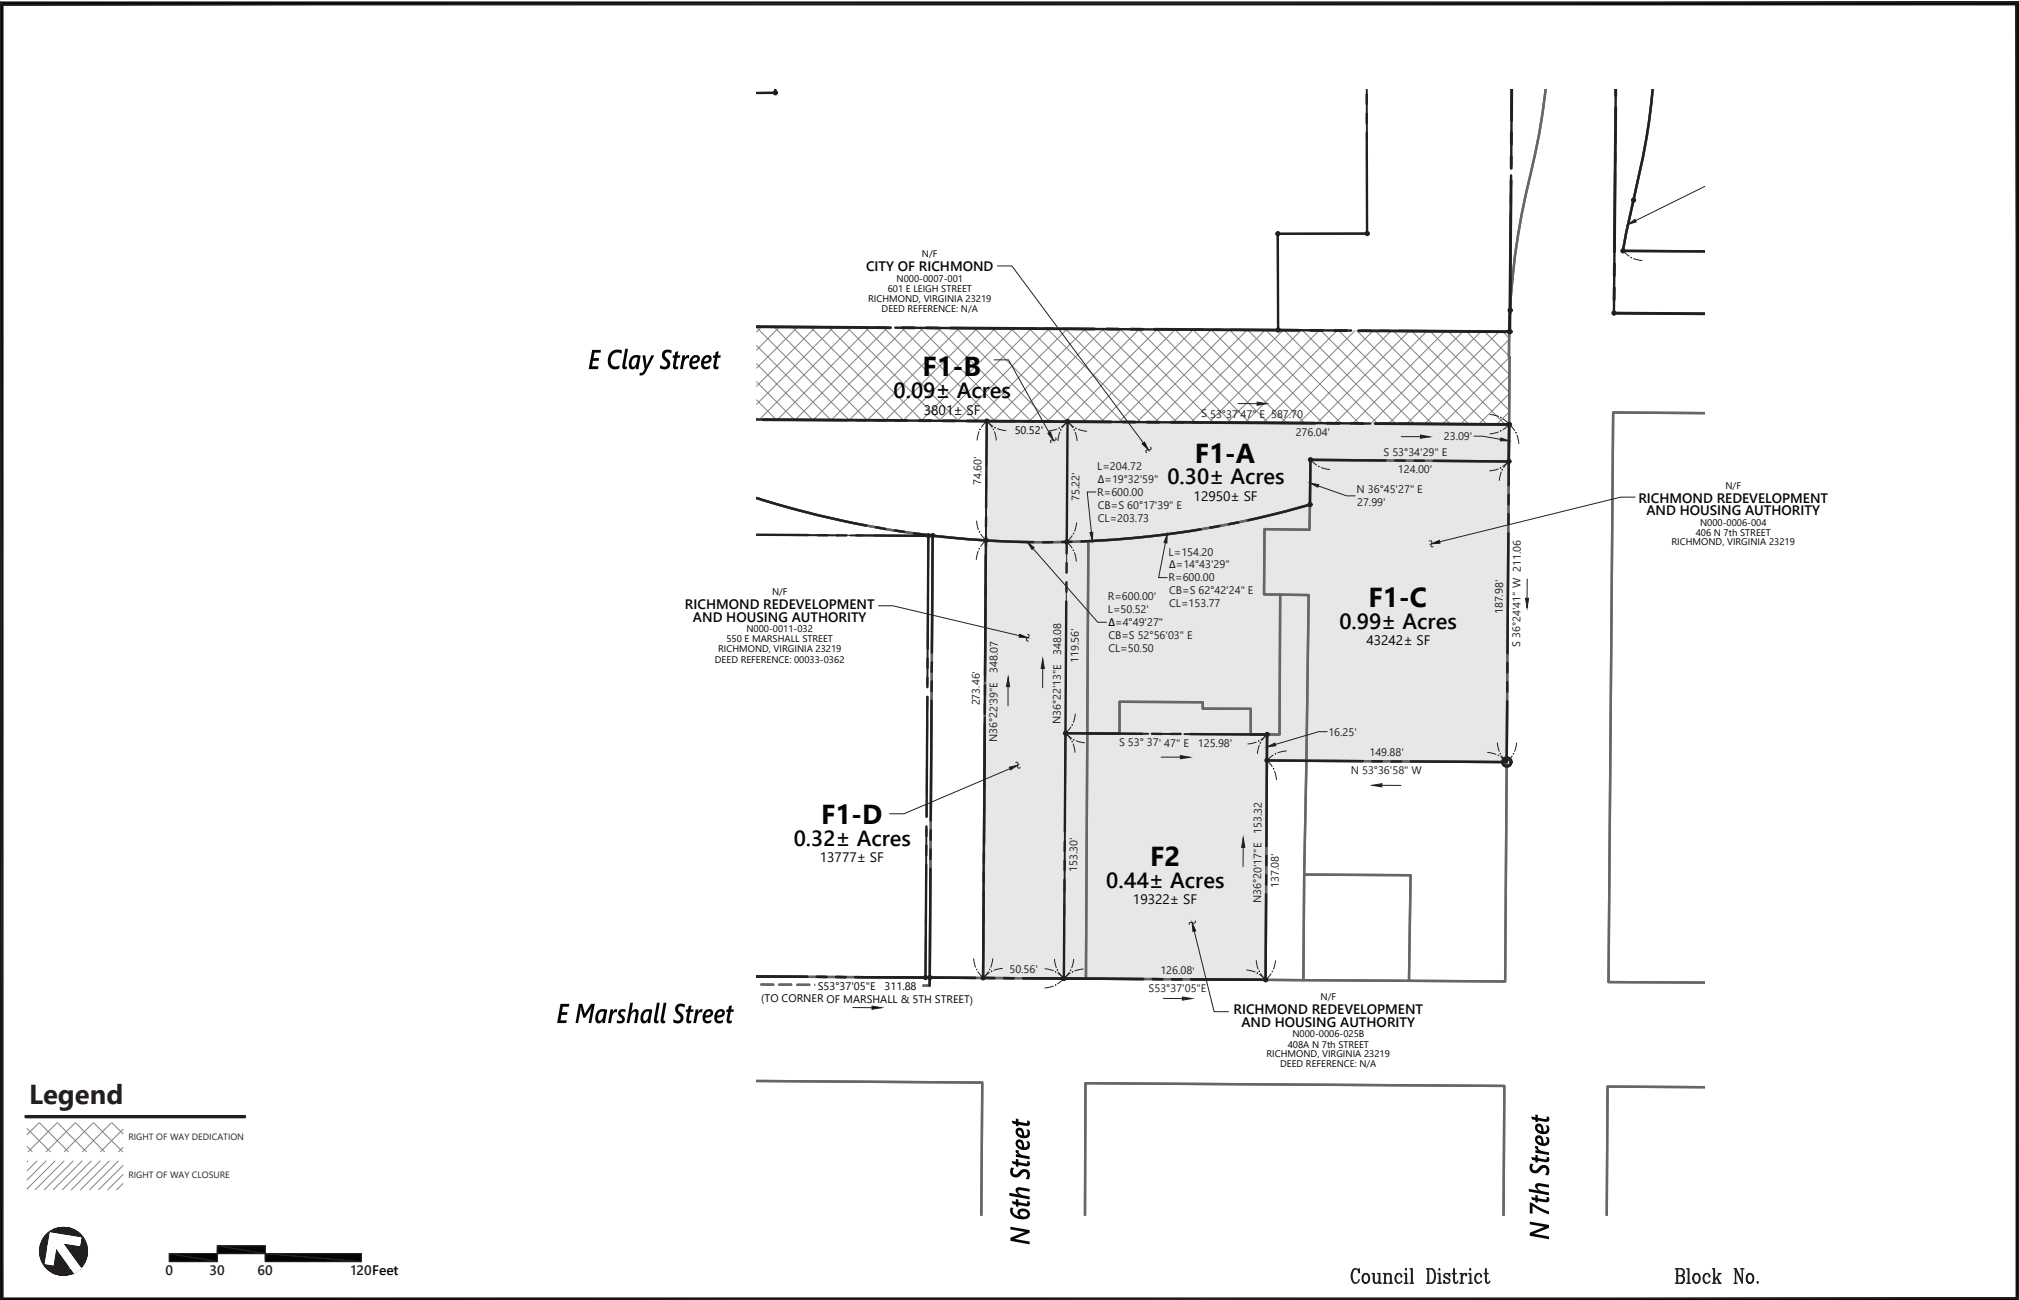 N/F
CITY OF RICHMOND
N000-0007-001
601 E LEIGH STREET
RICHMOND, VIRGINIA 23219
DEED REFERENCE: N/A
E Clay Street
F1-B
0.09± Acres
3801± SF
S 53°37'47" E 587.70
50.52'
276.04'
23.09'
F1-A
0.30± Acres
12950± SF
S 53°34'29" E
124.00'
74.60'
75.22'
L=204.72
Δ=19°32'59"
R=600.00
CB=S 60°17'39" E
CL=203.73
N 36°45'27" E
27.99'
N/F
RICHMOND REDEVELOPMENT
AND HOUSING AUTHORITY
N000-0006-004
406 N 7th STREET
RICHMOND, VIRGINIA 23219
L=154.20
Δ=14°43'29"
R=600.00
CB=S 62°42'24" E
CL=153.77
R=600.00'
L=50.52'
Δ=4°49'27"
CB=S 52°56'03" E
CL=50.50
F1-C
0.99± Acres
43242± SF
187.98'
S 36°24'41" W 211.06
N/F
RICHMOND REDEVELOPMENT
AND HOUSING AUTHORITY
N000-0011-032
550 E MARSHALL STREET
RICHMOND, VIRGINIA 23219
DEED REFERENCE: 00033-0362
273.46'
N36°22'39"E 348.07
N36°22'13"E 348.08
119.56'
S 53° 37' 47" E 125.98'
16.25'
149.88'
N 53°36'58" W
F1-D
0.32± Acres
13777± SF
153.30'
F2
0.44± Acres
19322± SF
N36°20'17"E 153.32
137.08'
50.56'
126.08'
S53°37'05"E 311.88
(TO CORNER OF MARSHALL & 5TH STREET)
S53°37'05"E
E Marshall Street
N/F
RICHMOND REDEVELOPMENT
AND HOUSING AUTHORITY
N000-0006-025B
408A N 7th STREET
RICHMOND, VIRGINIA 23219
DEED REFERENCE: N/A
Legend
RIGHT OF WAY DEDICATION
RIGHT OF WAY CLOSURE
N 6th Street
N 7th Street
0 30 60 120Feet
Council District
Block No.